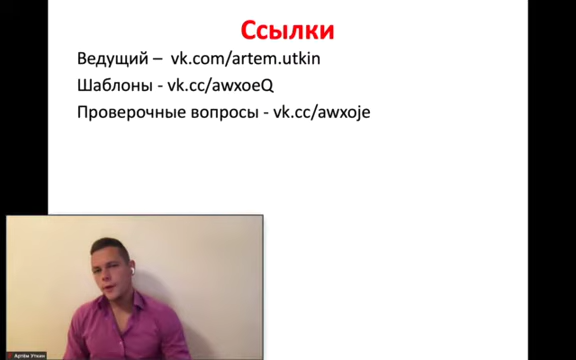 Ссылки
Ведущий – vk.com/artem.utkin
Шаблоны - vk.cc/awxoeQ
Проверочные вопросы - vk.cc/awxoje
Артём Уткин